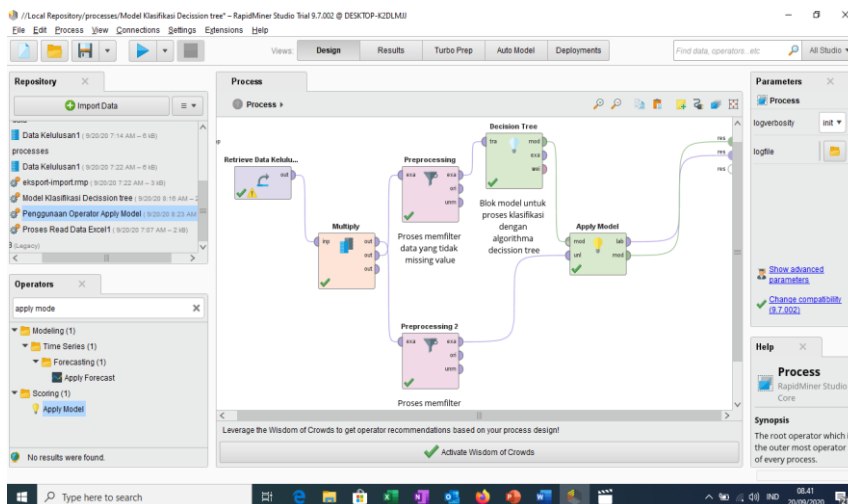 //Local Repository/processes/Model Klasifikasi Decission tree* – RapidMiner Studio Trial 9.7.002 @ DESKTOP-K2DLMJJ
File Edit Process View Connections Settings Extensions Help
Views: Design Results Turbo Prep Auto Model Deployments
Find data, operators...etc
All Studio
Repository
Import Data
Data Kelulusan1 (9/20/20 7:14 AM – 6 kB)
processes
Data Kelulusan1 (9/20/20 7:22 AM – 6 kB)
eksport-import.rmp (9/20/20 7:22 AM – 3 kB)
Model Klasifikasi Decission tree (9/20/20 8:16 AM – 2
Penggunaan Operator Apply Model (9/20/20 8:23 AM
Proses Read Data Excel1 (9/20/20 7:07 AM – 2 kB)
(Legacy)
Operators
apply mode
Modeling (1)
Time Series (1)
Forecasting (1)
Apply Forecast
Scoring (1)
Apply Model
No results were found.
Process
Process
Retrieve Data Kelulu...
out
Multiply
inp
out
out
out
Preprocessing
exa
exa
ori
unm
Proses memfilter
data yang tidak
missing value
Decision Tree
tra
mod
exa
wei
Blok model untuk
proses klasifikasi
dengan
algorithma
decission tree
Apply Model
mod
lab
unl
mod
res
res
res
Preprocessing 2
exa
exa
ori
unm
Proses memfilter
Leverage the Wisdom of Crowds to get operator recommendations based on your process design!
Activate Wisdom of Crowds
Parameters
Process
logverbosity
init
logfile
Show advanced
parameters
Change compatibility
(9.7.002)
Help
Process
RapidMiner Studio
Core
Synopsis
The root operator which i
the outer most operator
of every process.
Type here to search
IND
08.41
20/09/2020